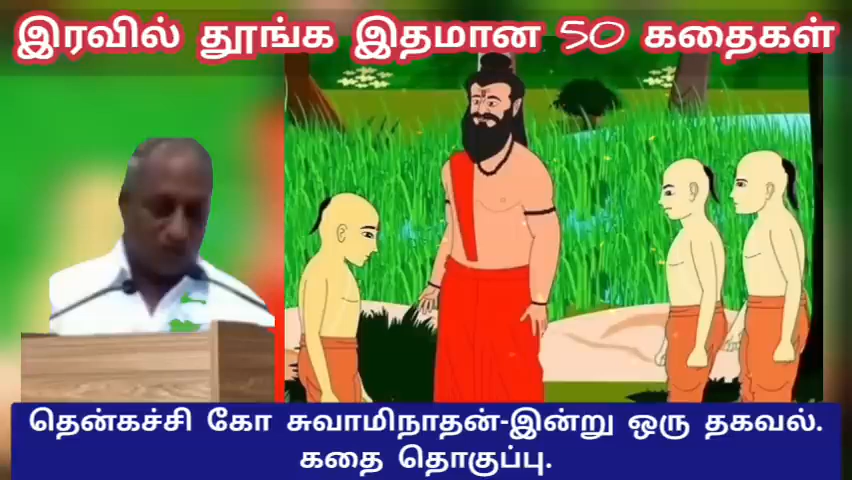 இரவில் தூங்க இதமான 50 கதைகள்
தென்கச்சி கோ சுவாமிநாதன்-இன்று ஒரு தகவல்.
கதை தொகுப்பு.